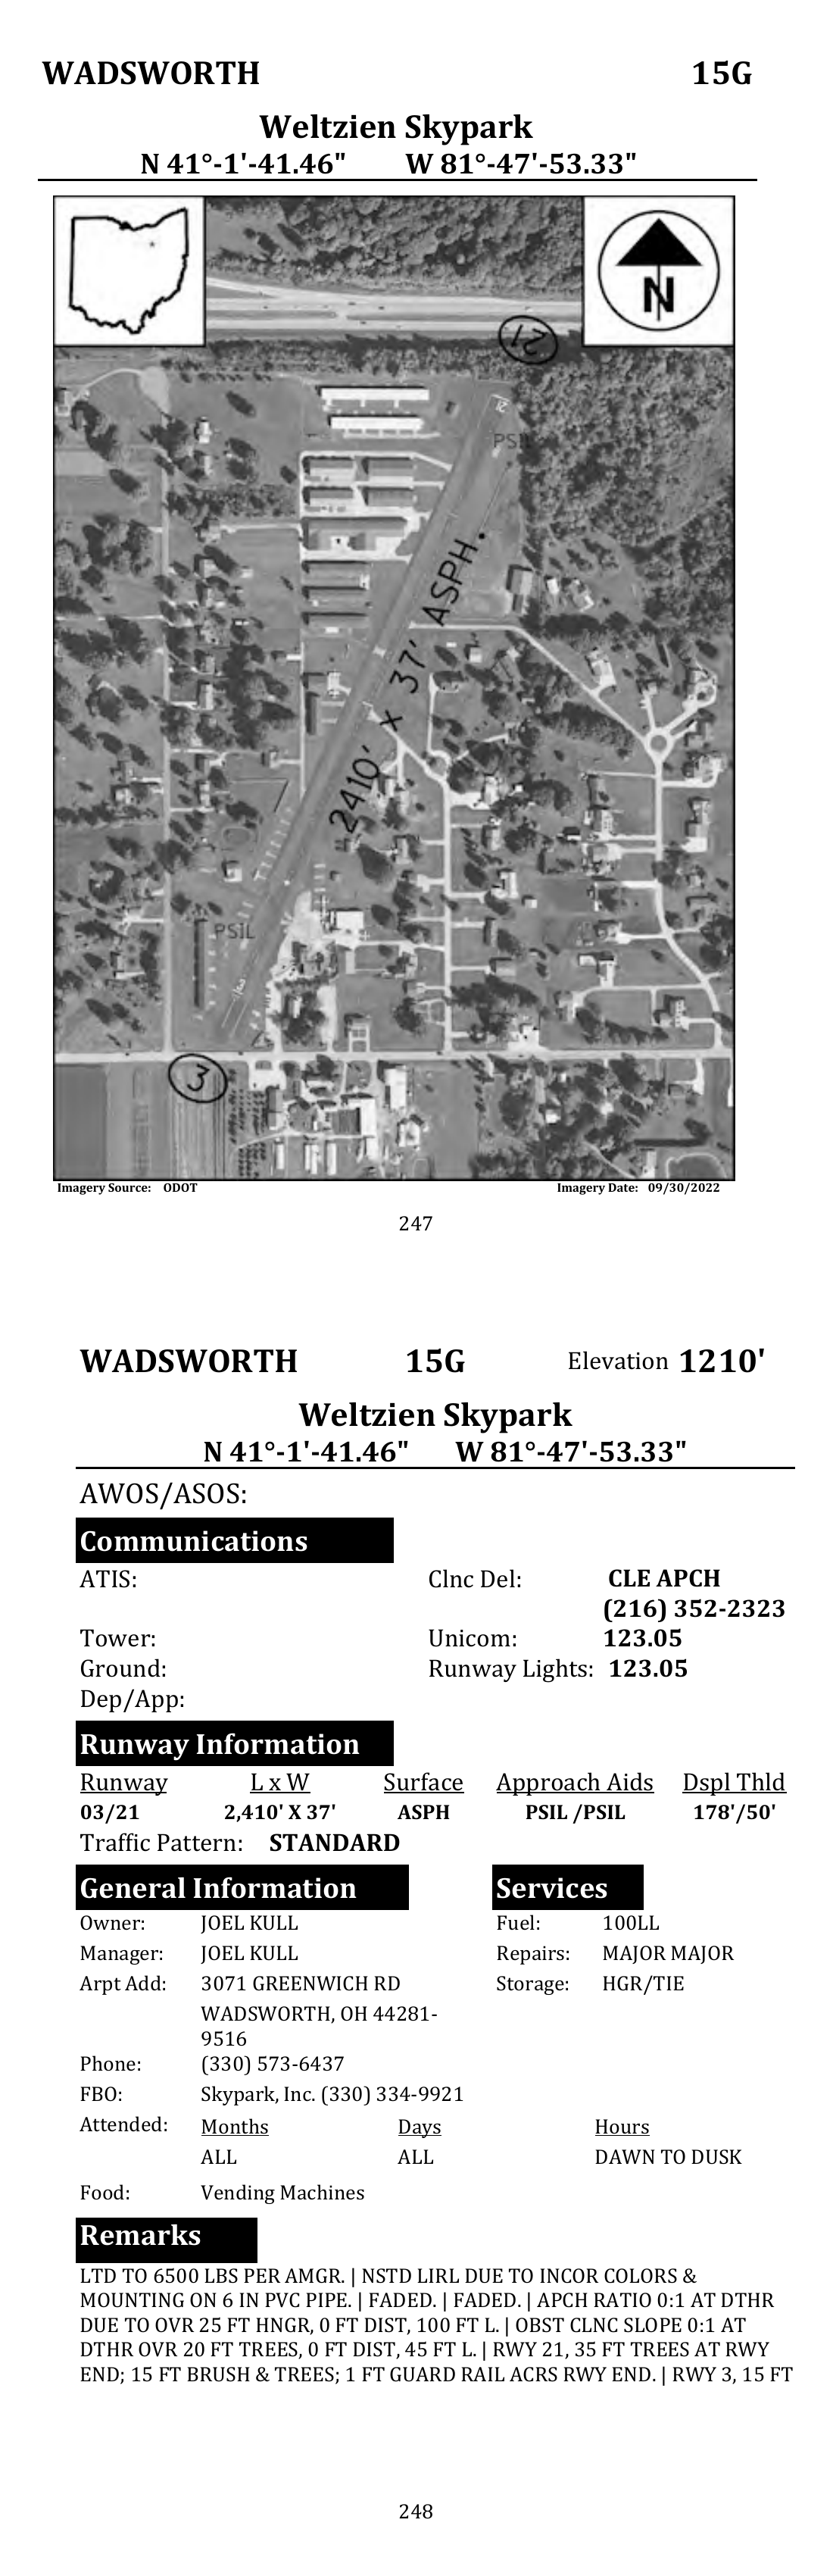 WADSWORTH 15G
Weltzien Skypark
N 41°-1'-41.46" W 81°-47'-53.33"
N
21
21
PSIL
2410' x 37' ASPH.
PSIL
3
Imagery Source: ODOT Imagery Date: 09/30/2022
247
WADSWORTH 15G Elevation 1210'
Weltzien Skypark
N 41°-1'-41.46" W 81°-47'-53.33"
AWOS/ASOS:
Communications
ATIS: Clnc Del: CLE APCH
(216) 352-2323
Tower: Unicom: 123.05
Ground: Runway Lights: 123.05
Dep/App:
Runway Information
Runway L x W Surface Approach Aids Dspl Thld
03/21 2,410' X 37' ASPH PSIL /PSIL 178'/50'
Traffic Pattern: STANDARD
General Information Services
Owner: JOEL KULL Fuel: 100LL
Manager: JOEL KULL Repairs: MAJOR MAJOR
Arpt Add: 3071 GREENWICH RD Storage: HGR/TIE
WADSWORTH, OH 44281-
9516
Phone: (330) 573-6437
FBO: Skypark, Inc. (330) 334-9921
Attended: Months Days Hours
ALL ALL DAWN TO DUSK
Food: Vending Machines
Remarks
LTD TO 6500 LBS PER AMGR. | NSTD LIRL DUE TO INCOR COLORS &
MOUNTING ON 6 IN PVC PIPE. | FADED. | FADED. | APCH RATIO 0:1 AT DTHR
DUE TO OVR 25 FT HNGR, 0 FT DIST, 100 FT L. | OBST CLNC SLOPE 0:1 AT
DTHR OVR 20 FT TREES, 0 FT DIST, 45 FT L. | RWY 21, 35 FT TREES AT RWY
END; 15 FT BRUSH & TREES; 1 FT GUARD RAIL ACRS RWY END. | RWY 3, 15 FT
248